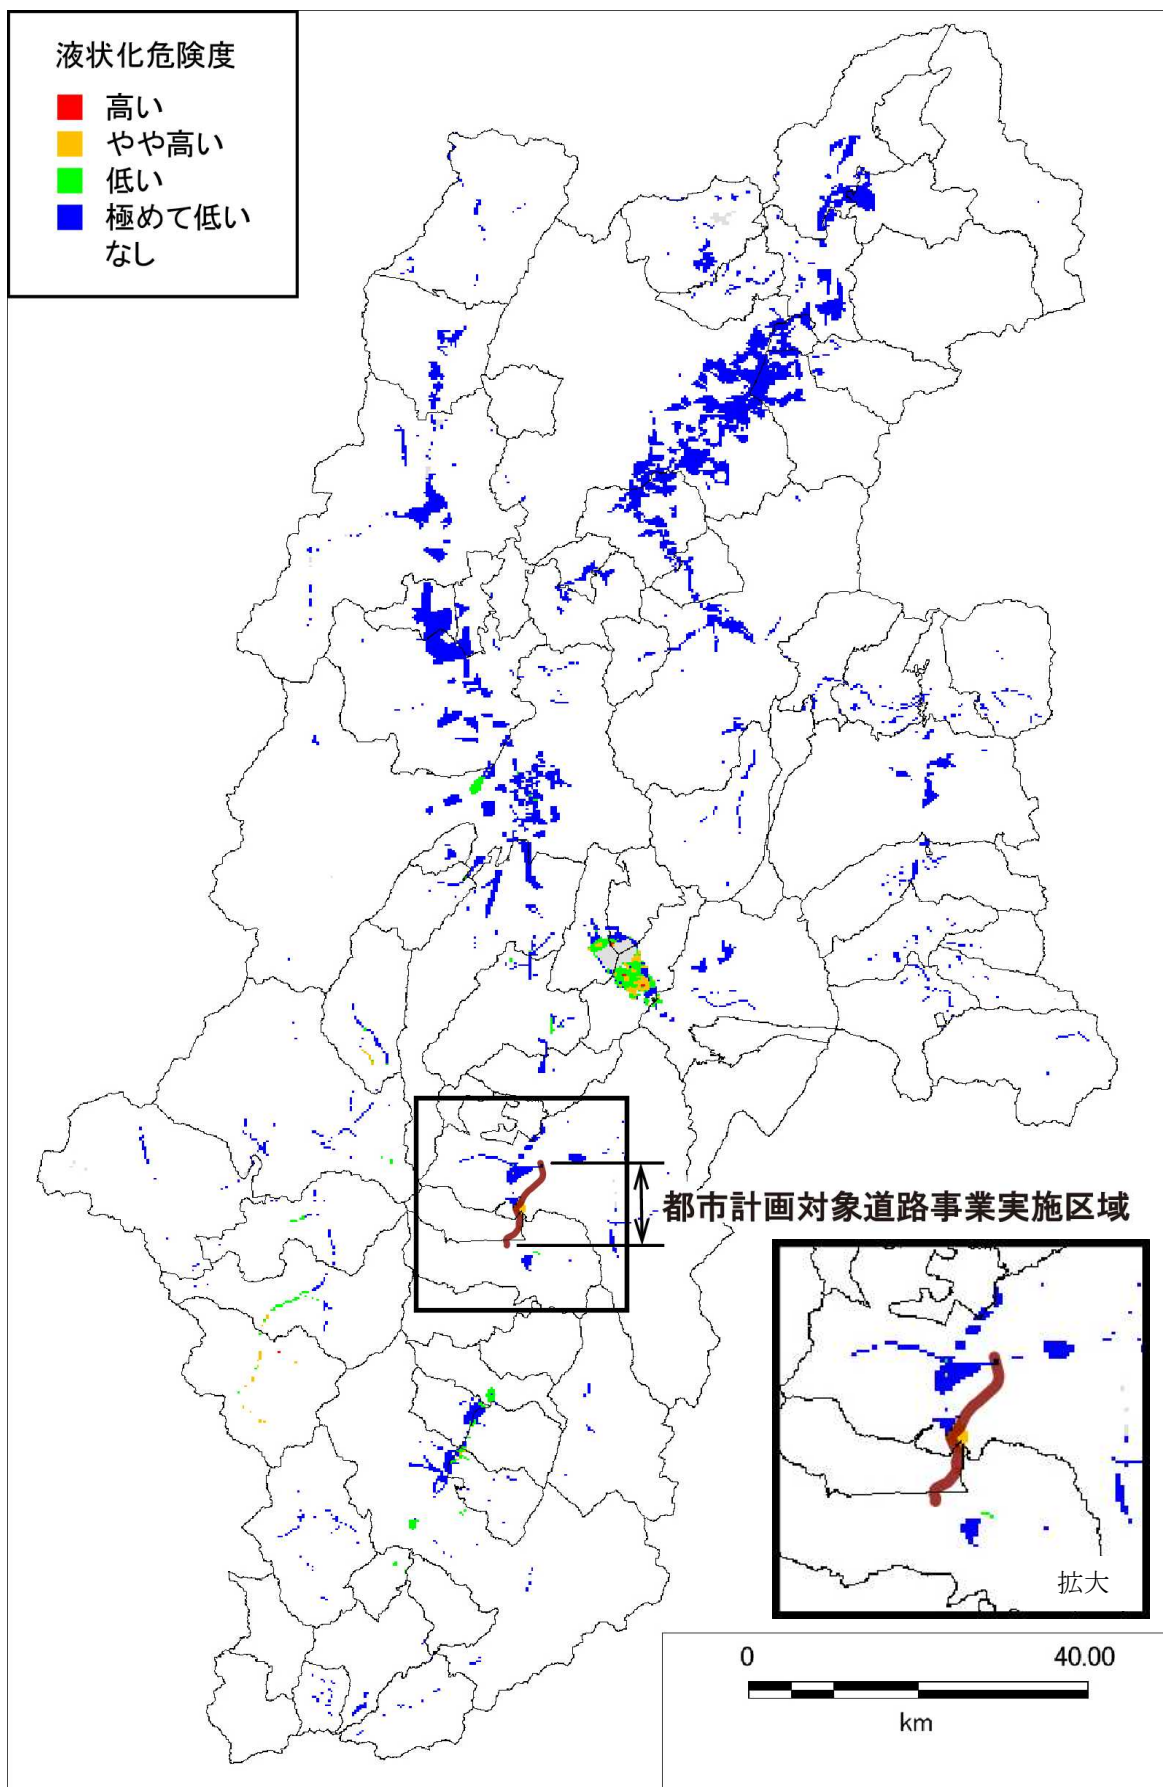 液状化危険度
高い
やや高い
低い
極めて低い
なし
都市計画対象道路事業実施区域
拡大
0 40.00
km